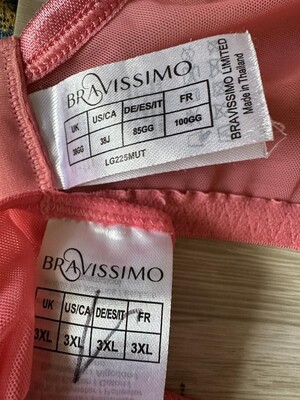 BRAVISSIMO
UK US/CA DE/ES/IT FR
38GG 38J 85GG 100GG
LG225MUT
BRAVISSIMO LIMITED
Made in Thailand
BRAVISSIMO
UK US/CA DE/ES/IT FR
3XL 3XL 3XL 3XL